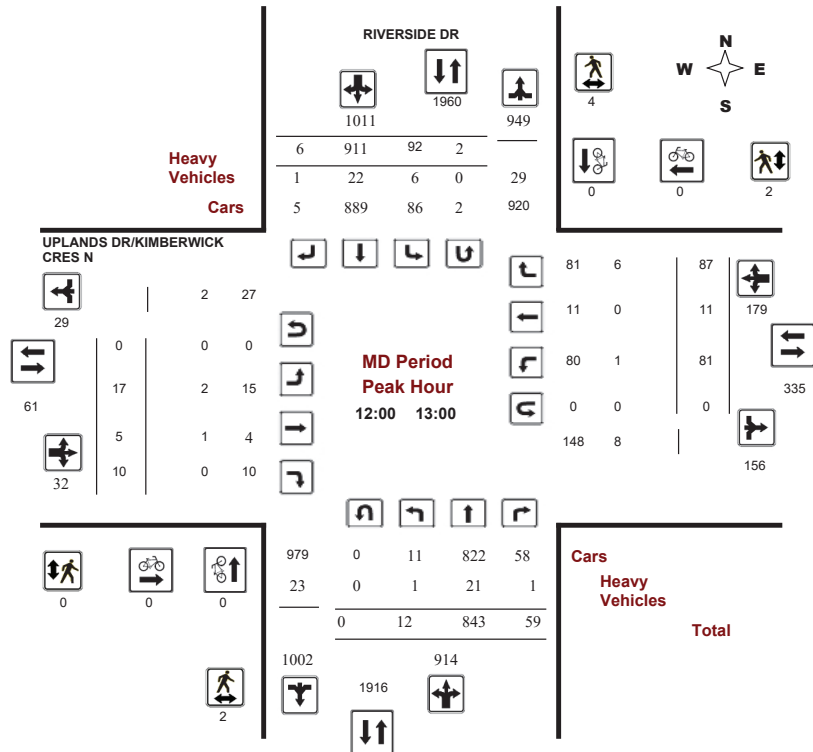 RIVERSIDE DR
N
W E
S
1960
4
1011 949
6 911 92 2
0 0 2
Heavy
Vehicles
1 22 6 0 29
Cars
5 889 86 2 920
UPLANDS DR/KIMBERWICK
CRES N
2 27
29
81 6 87
179
11 0 11
0 0 0
61
17 2 15
MD Period
Peak Hour
12:00 13:00
80 1 81
335
0 0 0
5 1 4
148 8
156
10 0 10
32
979 0 11 822 58
Cars
23 0 1 21 1
Heavy
Vehicles
0 0 0
0 12 843 59
Total
1002 914
1916
2